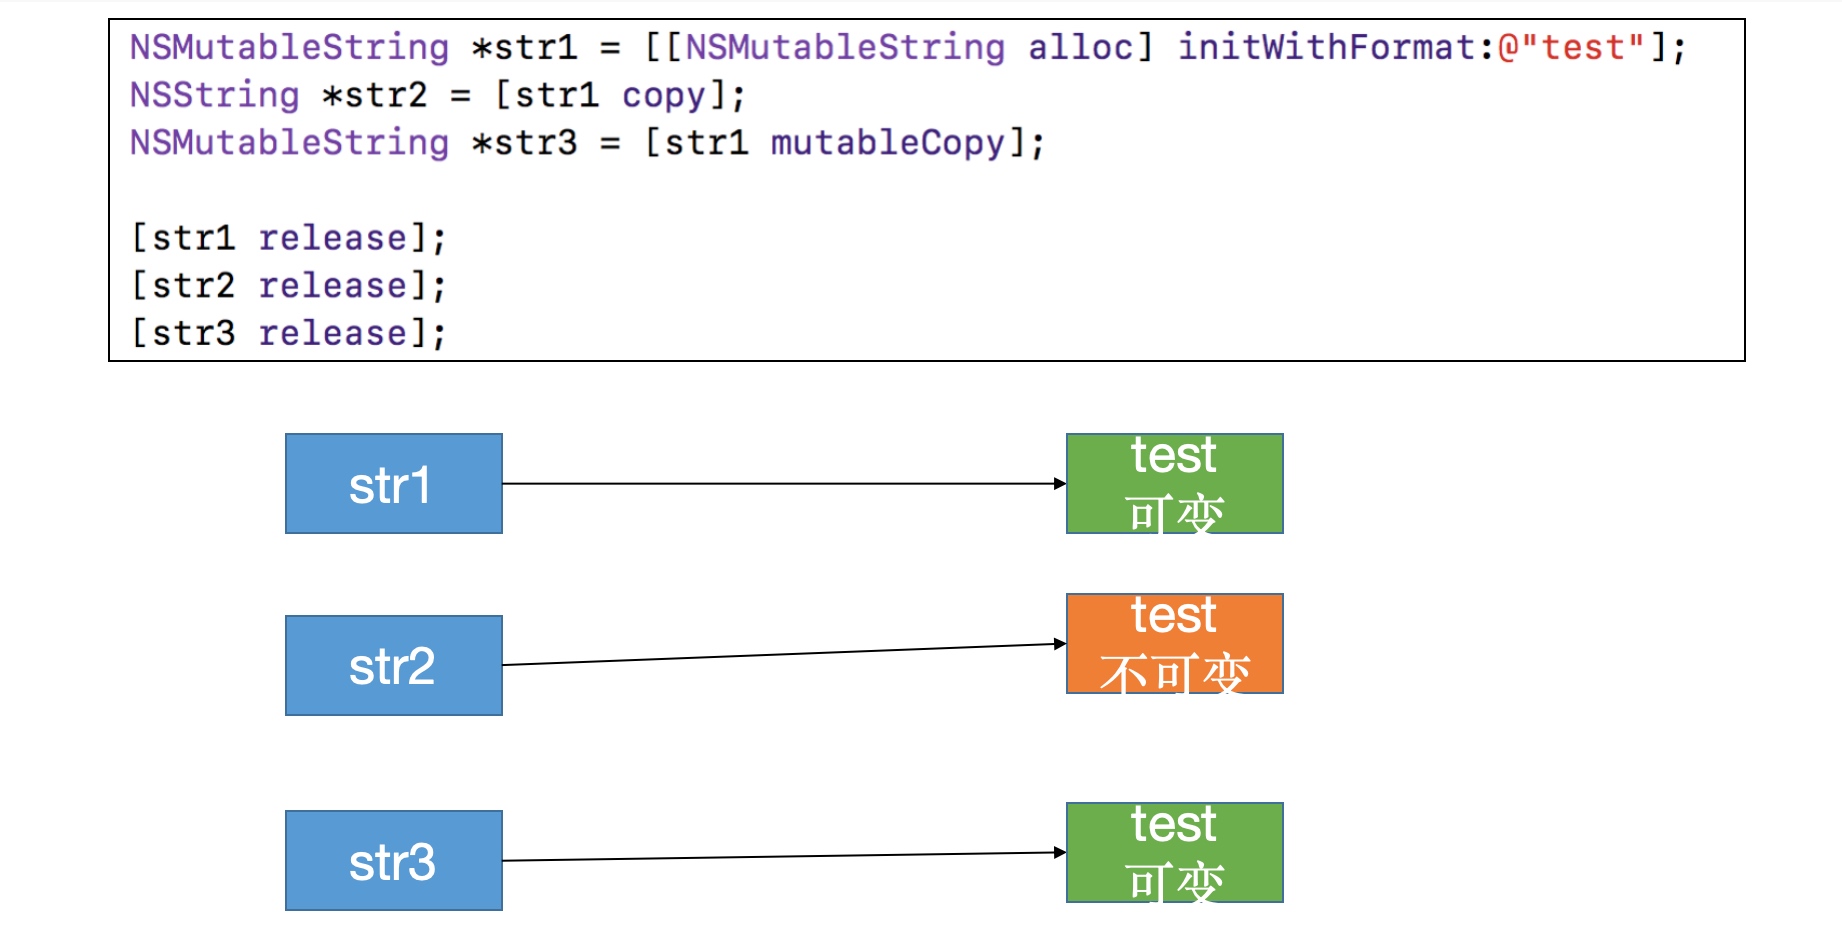 NSMutableString *str1 = [[NSMutableString alloc] initWithFormat:@"test"];
NSString *str2 = [str1 copy];
NSMutableString *str3 = [str1 mutableCopy];
[str1 release];
[str2 release];
[str3 release];
str1
test
可变
str2
test
不可变
str3
test
可变